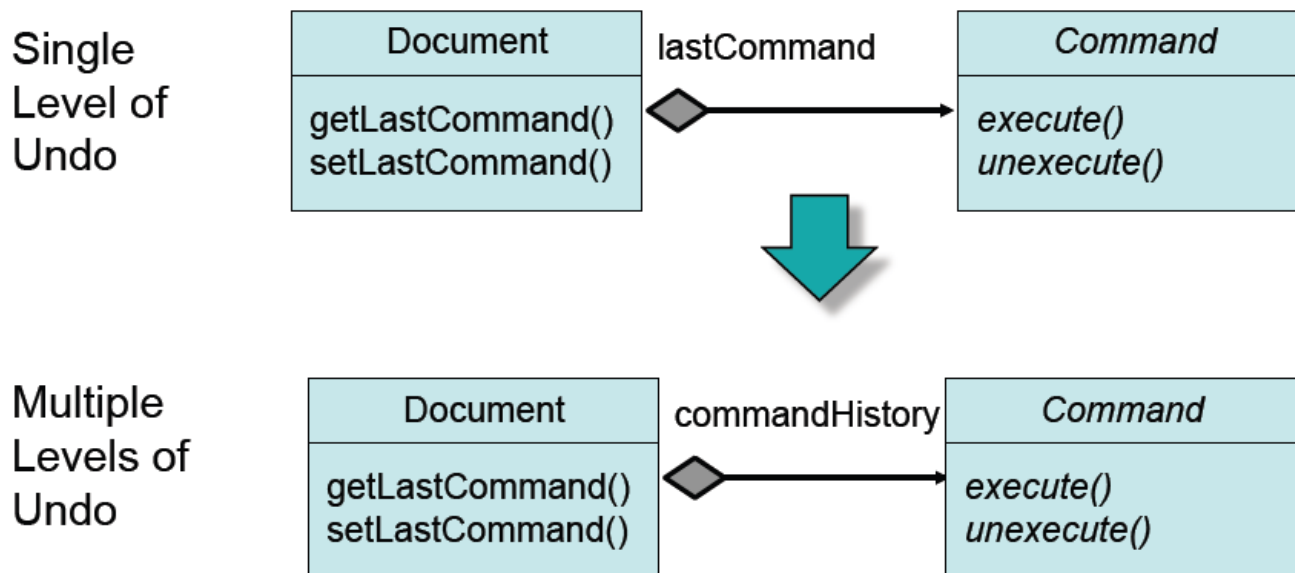 Single
Level of
Undo
Document
getLastCommand()
setLastCommand()
lastCommand
Command
execute()
unexecute()
Multiple
Levels of
Undo
Document
getLastCommand()
setLastCommand()
commandHistory
Command
execute()
unexecute()